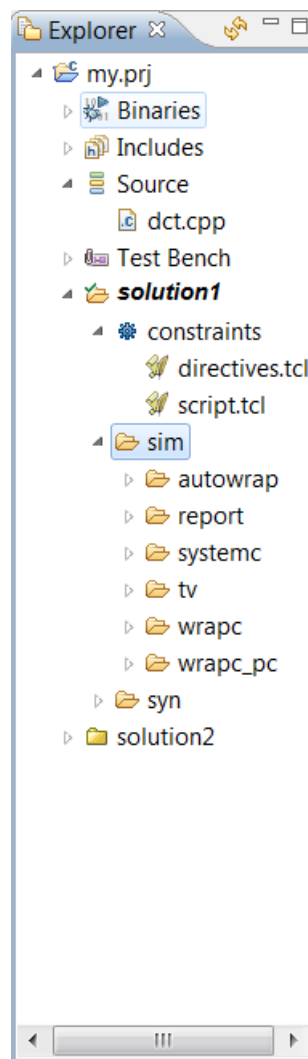 Explorer
my.prj
Binaries
Includes
Source
dct.cpp
Test Bench
solution1
constraints
directives.tcl
script.tcl
sim
autowrap
report
systemc
tv
wrapc
wrapc_pc
syn
solution2